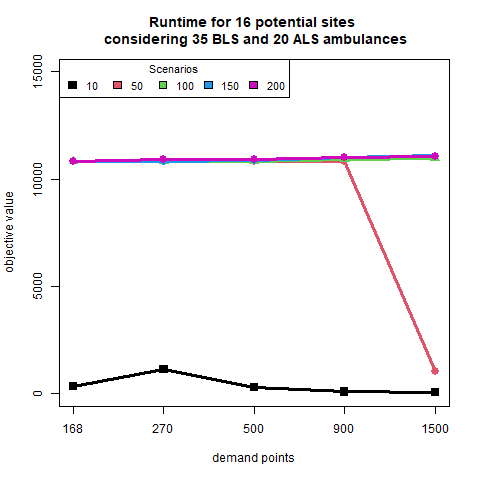 Runtime for 16 potential sites
considering 35 BLS and 20 ALS ambulances
Scenarios
10 50 100 150 200
objective value
15000
10000
5000
0
168 270 500 900 1500
demand points